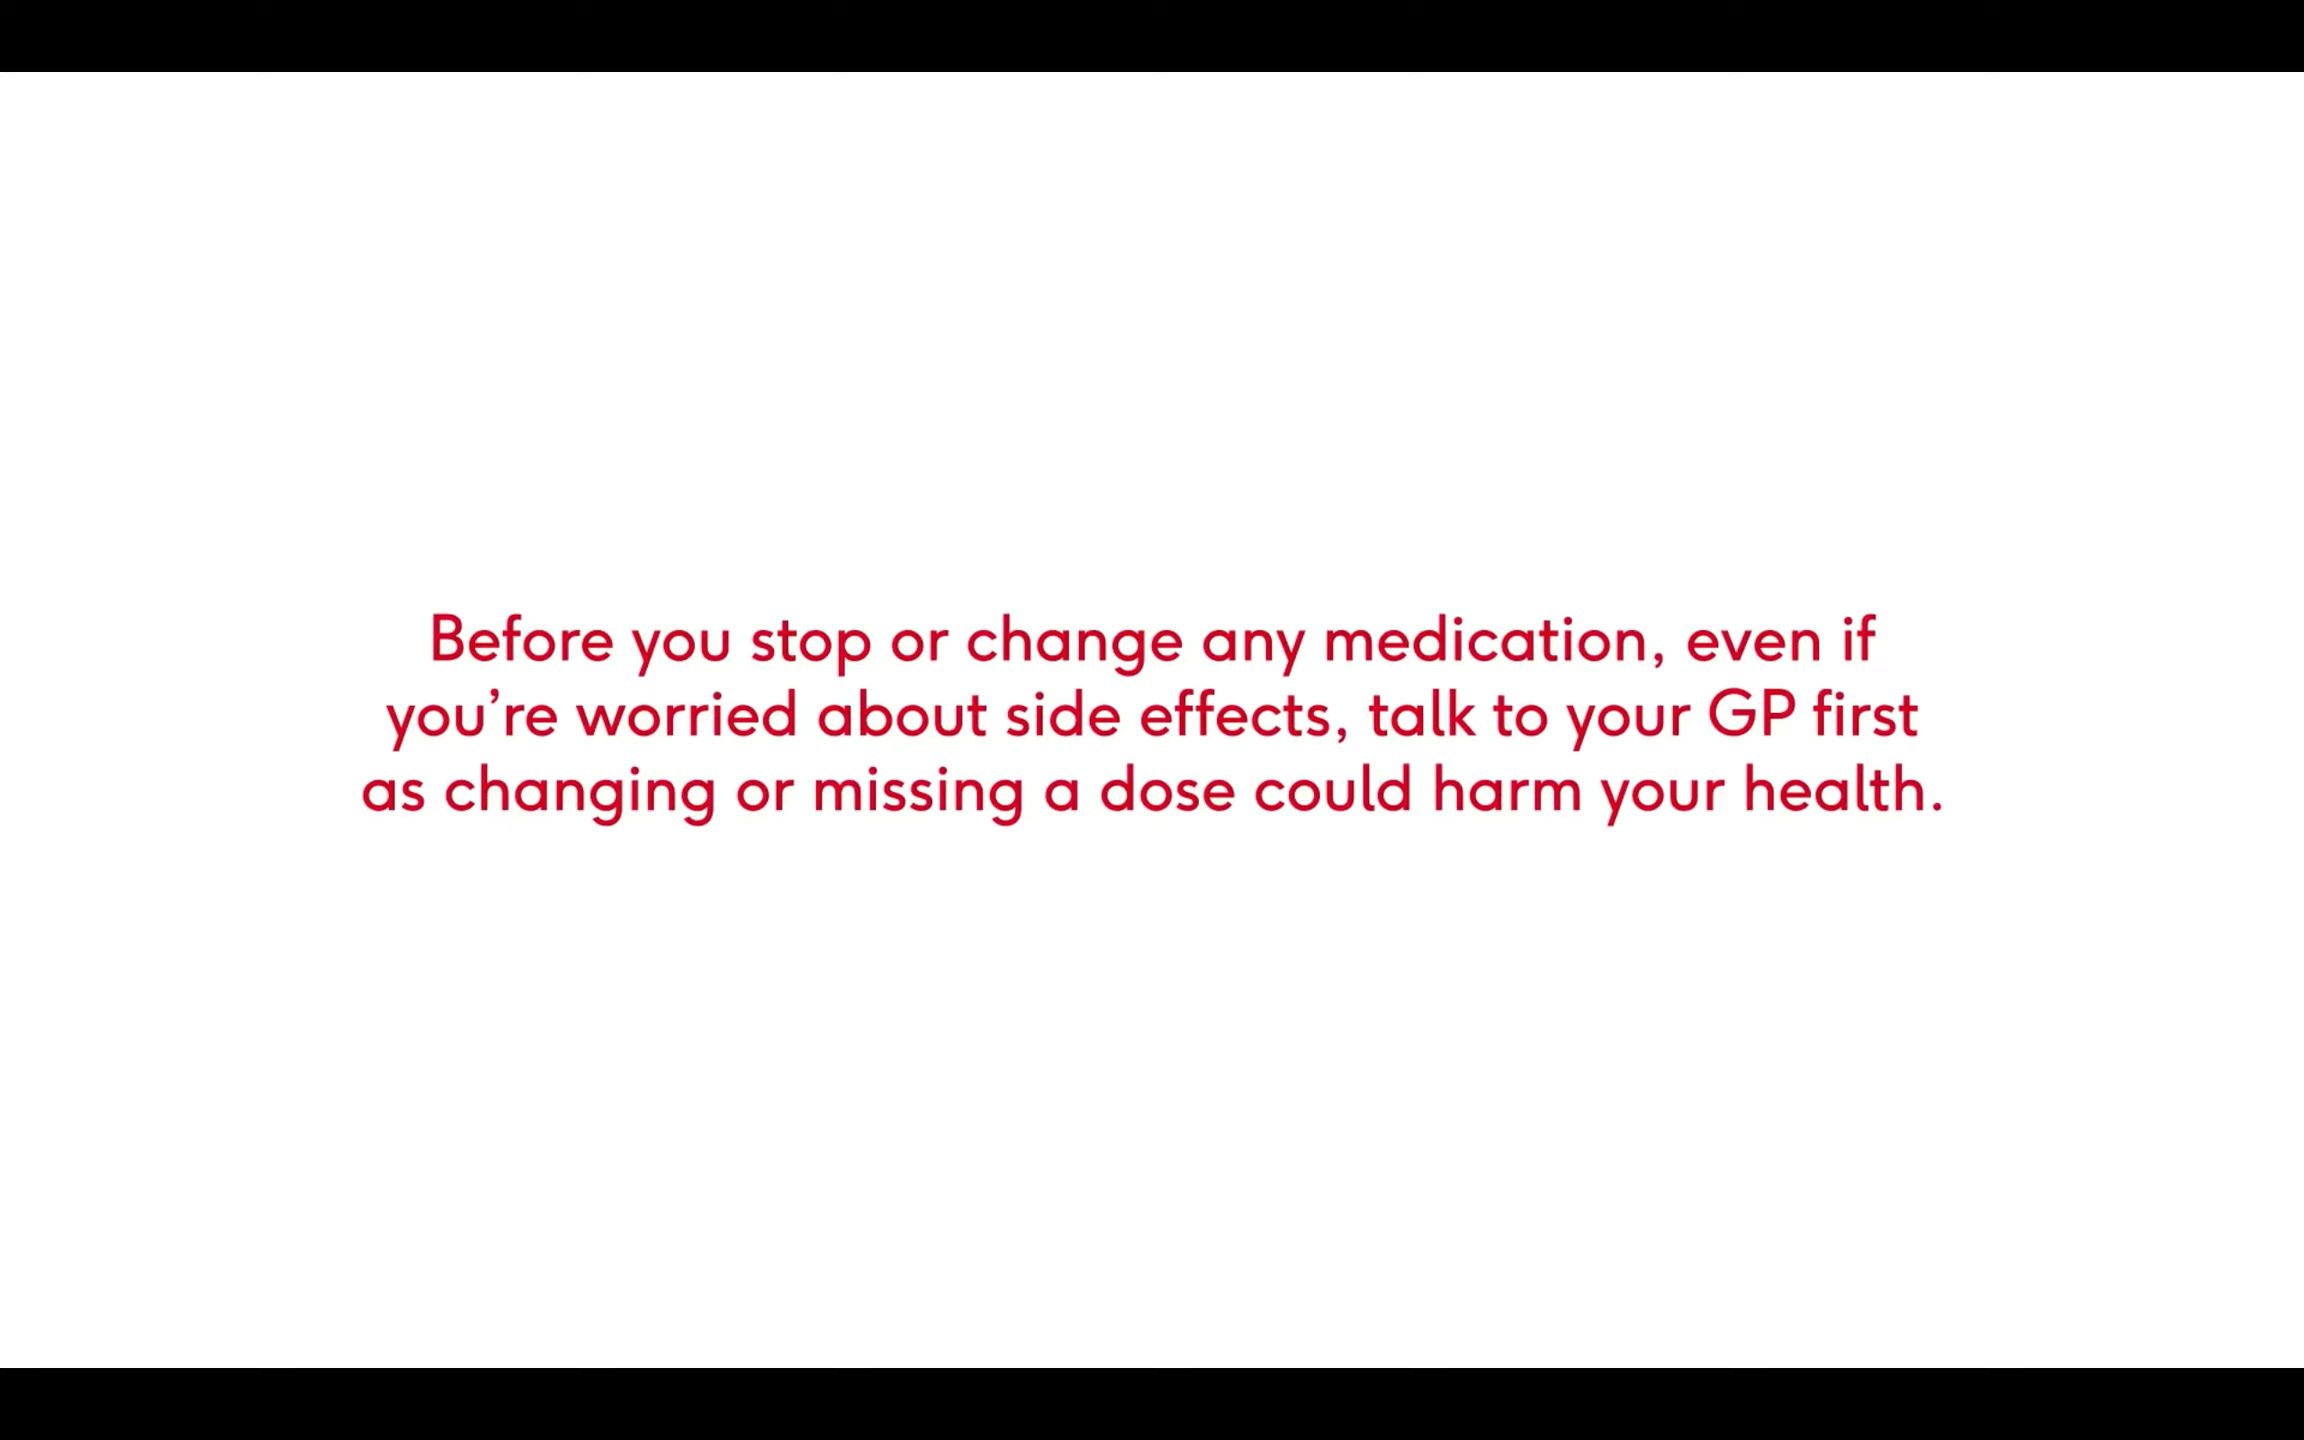 Before you stop or change any medication, even if
you’re worried about side effects, talk to your GP first
as changing or missing a dose could harm your health.